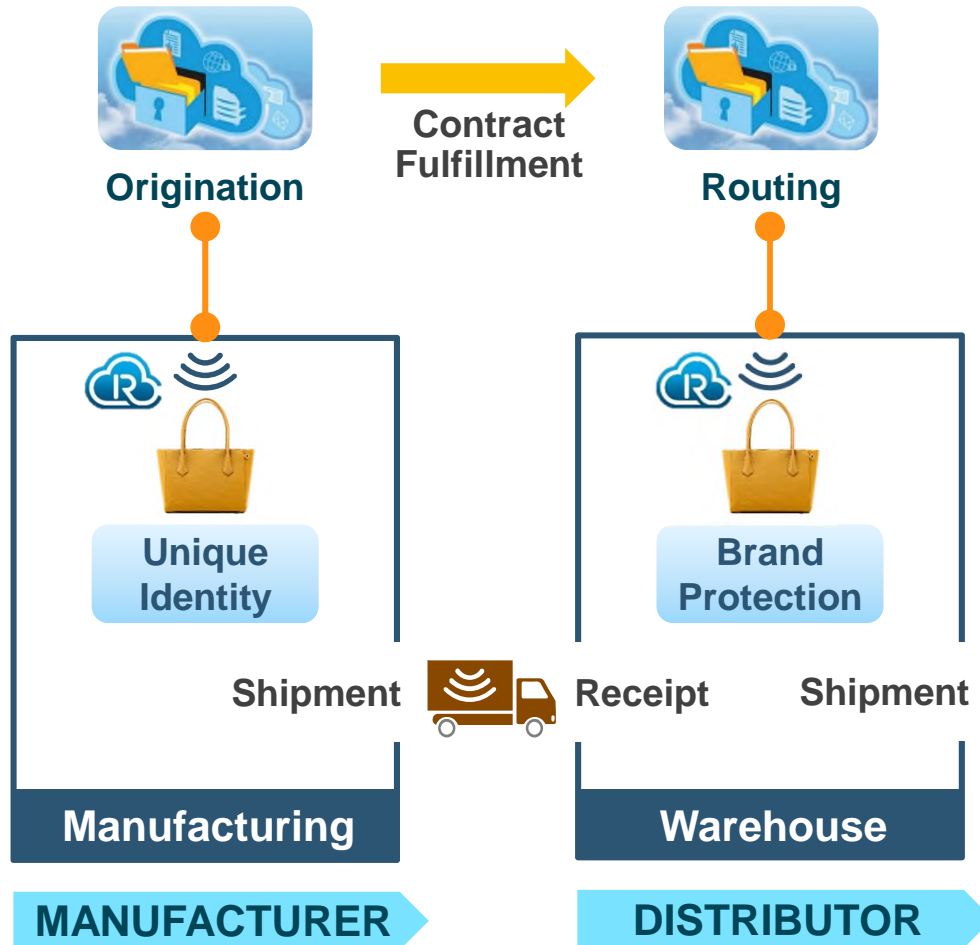 Contract
Fulfillment
Origination
Routing
R
R
Unique
Identity
Brand
Protection
Shipment
Receipt
Shipment
Manufacturing
Warehouse
MANUFACTURER
DISTRIBUTOR